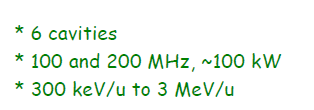 * 6 cavities
* 100 and 200 MHz, ~100 kW
* 300 keV/u to 3 MeV/u